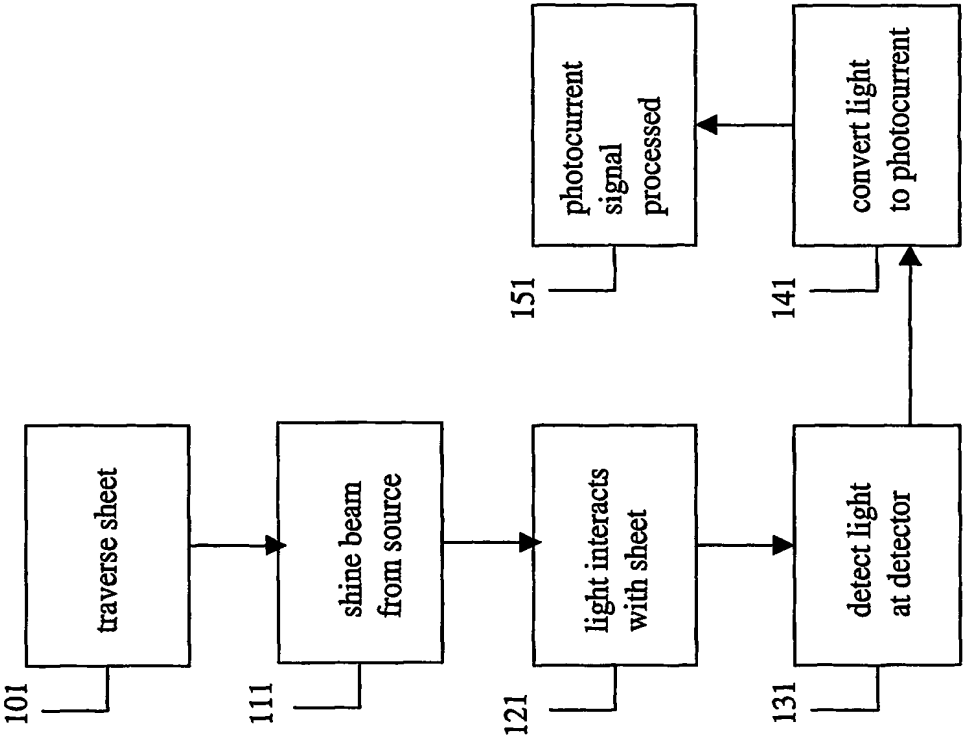 101
traverse sheet
111
shine beam
from source
121
light interacts
with sheet
131
detect light
at detector
141
convert light
to photocurrent
151
photocurrent
signal
processed